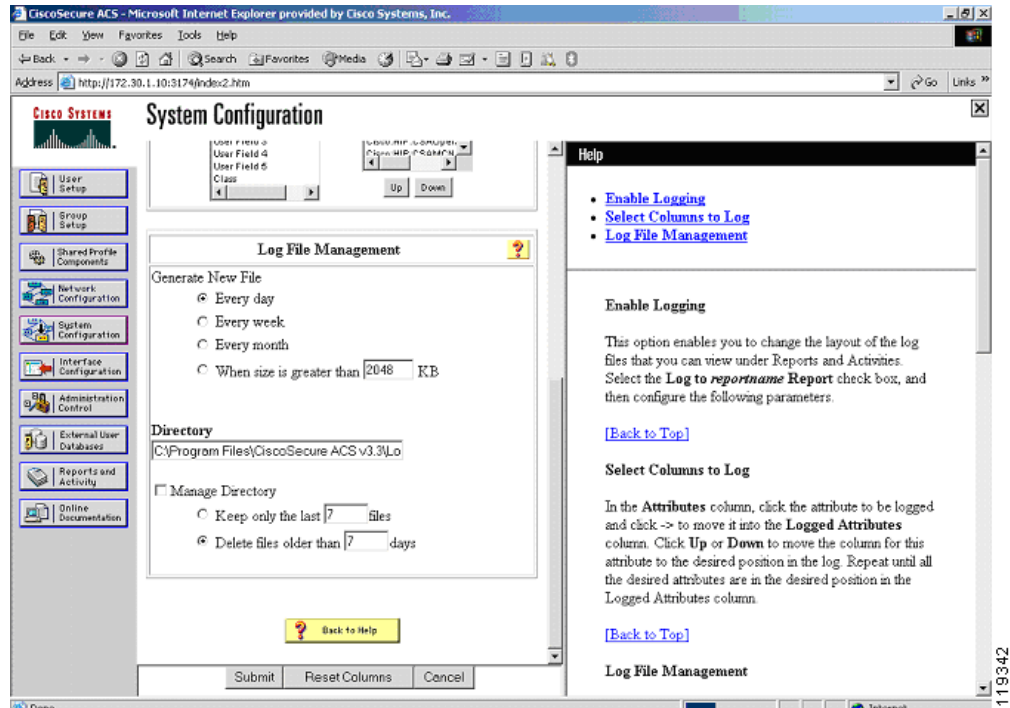 CiscoSecure ACS - Microsoft Internet Explorer provided by Cisco Systems, Inc.
File Edit View Favorites Tools Help
Back Search Favorites Media
Address http://172.30.1.10:3174/index2.htm Go Links »
CISCO SYSTEMS
System Configuration
User Setup
Group Setup
Shared Profile Components
Network Configuration
System Configuration
Interface Configuration
Administration Control
External User Databases
Reports and Activity
Online Documentation
User Field 4
User Field 5
Class
Up Down
Log File Management
Generate New File
Every day
Every week
Every month
When size is greater than 2048 KB
Directory
C:\Program Files\CiscoSecure ACS v3.3\Lo
Manage Directory
Keep only the last 7 files
Delete files older than 7 days
Back to Help
Submit Reset Columns Cancel
Help
• Enable Logging
• Select Columns to Log
• Log File Management
Enable Logging
This option enables you to change the layout of the log
files that you can view under Reports and Activities.
Select the Log to reportname Report check box, and
then configure the following parameters.
[Back to Top]
Select Columns to Log
In the Attributes column, click the attribute to be logged
and click -> to move it into the Logged Attributes
column. Click Up or Down to move the column for this
attribute to the desired position in the log. Repeat until all
the desired attributes are in the desired position in the
Logged Attributes column.
[Back to Top]
Log File Management
119342